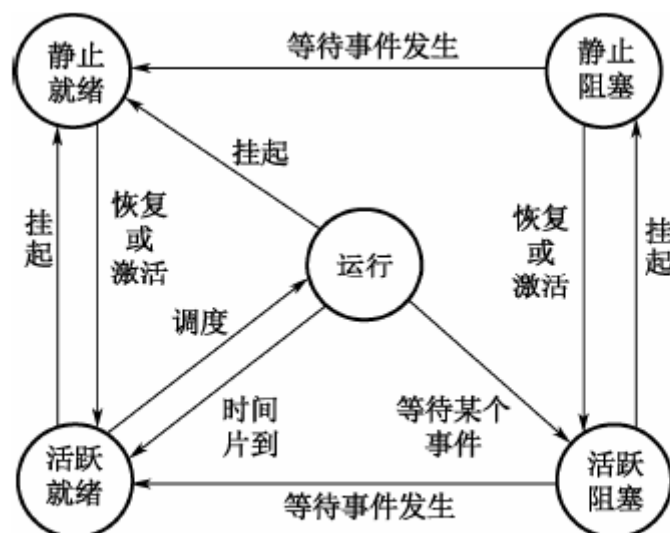 静止
就绪
等待事件发生
静止
阻塞
挂起
挂起
恢复
或
激活
运行
恢复
或
激活
挂起
调度
时间
片到
等待某个
事件
活跃
就绪
等待事件发生
活跃
阻塞